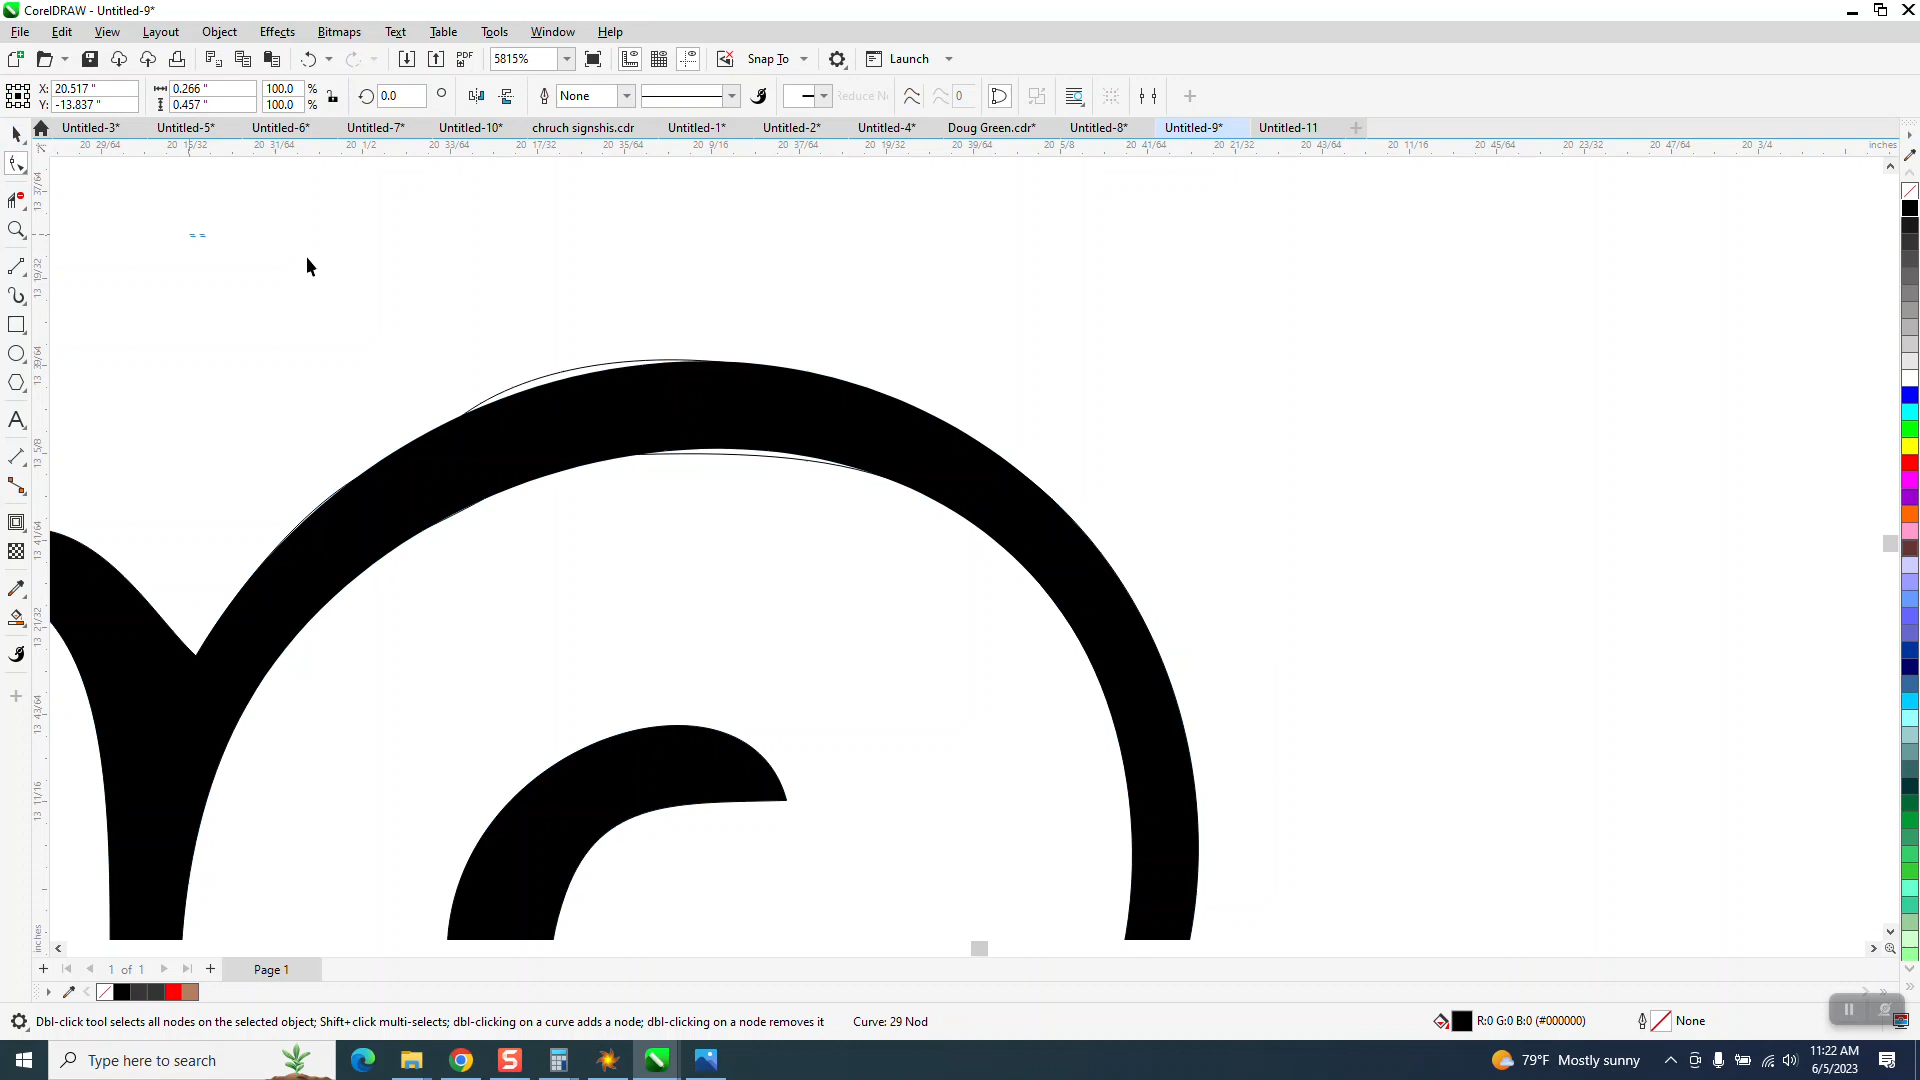 CorelDRAW - Untitled-9*
File Edit View Layout Object Effects Bitmaps Text Table Tools Window Help
PDF 5815% Snap To Launch
X: 20.517 " 0.266 " 100.0 % 0.0 None Reduce N 0
Y: -13.837 " 0.457 " 100.0 %
Untitled-3* Untitled-5* Untitled-6* Untitled-7* Untitled-10* chruch signshis.cdr Untitled-1* Untitled-2* Untitled-4* Doug Green.cdr* Untitled-8* Untitled-9* Untitled-11
20 29/64 20 15/32 20 31/64 20 1/2 20 33/64 20 17/32 20 35/64 20 9/16 20 37/64 20 19/32 20 39/64 20 5/8 20 41/64 20 21/32 20 43/64 20 11/16 20 45/64 20 23/32 20 47/64 20 3/4 inches
13 37/64
13 19/32
13 39/64
13 5/8
13 41/64
13 21/32
13 43/64
13 11/16
inches
1 of 1 Page 1
Dbl-click tool selects all nodes on the selected object; Shift+click multi-selects; dbl-clicking on a curve adds a node; dbl-clicking on a node removes it Curve: 29 Nod R:0 G:0 B:0 (#000000) None
Type here to search 79°F Mostly sunny 11:22 AM
6/5/2023